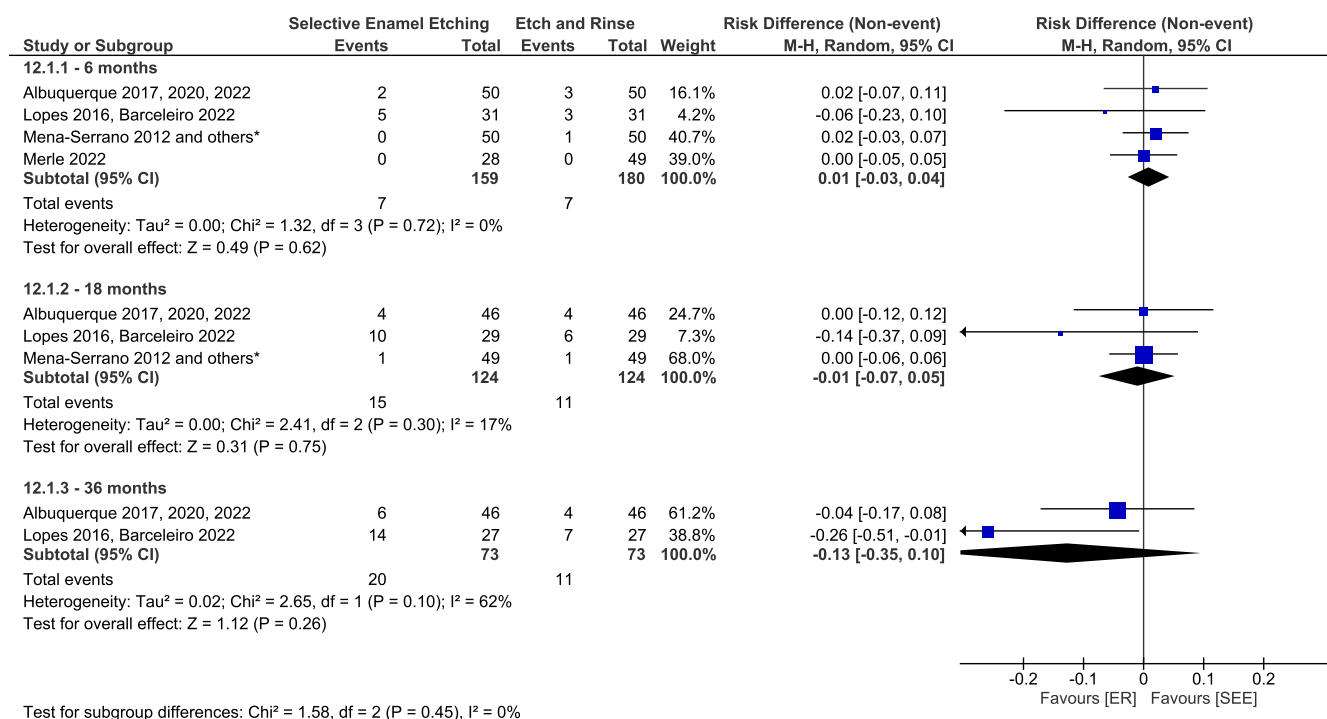 Selective Enamel Etching Etch and Rinse Risk Difference (Non-event) Risk Difference (Non-event)
Study or Subgroup Events Total Events Total Weight M-H, Random, 95% CI M-H, Random, 95% CI
12.1.1 - 6 months
Albuquerque 2017, 2020, 2022 2 50 3 50 16.1% 0.02 [-0.07, 0.11]
Lopes 2016, Barceleiro 2022 5 31 3 31 4.2% -0.06 [-0.23, 0.10]
Mena-Serrano 2012 and others* 0 50 1 50 40.7% 0.02 [-0.03, 0.07]
Merle 2022 0 28 0 49 39.0% 0.00 [-0.05, 0.05]
Subtotal (95% CI) 159 180 100.0% 0.01 [-0.03, 0.04]
Total events 7 7
Heterogeneity: Tau² = 0.00; Chi² = 1.32, df = 3 (P = 0.72); I² = 0%
Test for overall effect: Z = 0.49 (P = 0.62)
12.1.2 - 18 months
Albuquerque 2017, 2020, 2022 4 46 4 46 24.7% 0.00 [-0.12, 0.12]
Lopes 2016, Barceleiro 2022 10 29 6 29 7.3% -0.14 [-0.37, 0.09]
Mena-Serrano 2012 and others* 1 49 1 49 68.0% 0.00 [-0.06, 0.06]
Subtotal (95% CI) 124 124 100.0% -0.01 [-0.07, 0.05]
Total events 15 11
Heterogeneity: Tau² = 0.00; Chi² = 2.41, df = 2 (P = 0.30); I² = 17%
Test for overall effect: Z = 0.31 (P = 0.75)
12.1.3 - 36 months
Albuquerque 2017, 2020, 2022 6 46 4 46 61.2% -0.04 [-0.17, 0.08]
Lopes 2016, Barceleiro 2022 14 27 7 27 38.8% -0.26 [-0.51, -0.01]
Subtotal (95% CI) 73 73 100.0% -0.13 [-0.35, 0.10]
Total events 20 11
Heterogeneity: Tau² = 0.02; Chi² = 2.65, df = 1 (P = 0.10); I² = 62%
Test for overall effect: Z = 1.12 (P = 0.26)
-0.2 -0.1 0 0.1 0.2
Favours [ER] Favours [SEE]
Test for subgroup differences: Chi² = 1.58, df = 2 (P = 0.45), I² = 0%